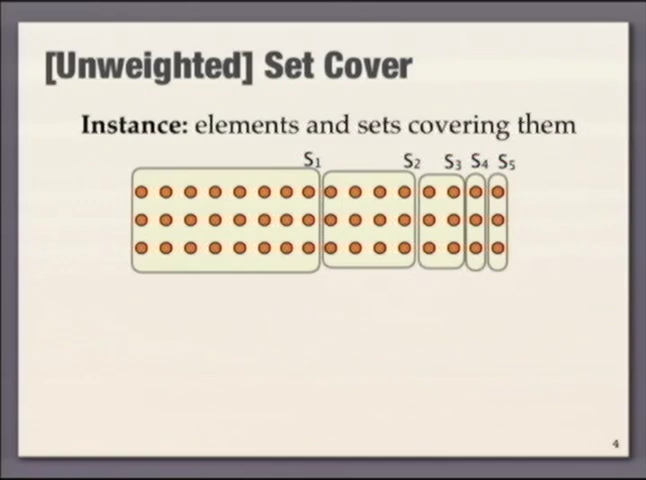 [Unweighted] Set Cover
Instance: elements and sets covering them
S1 S2 S3 S4 S5
4